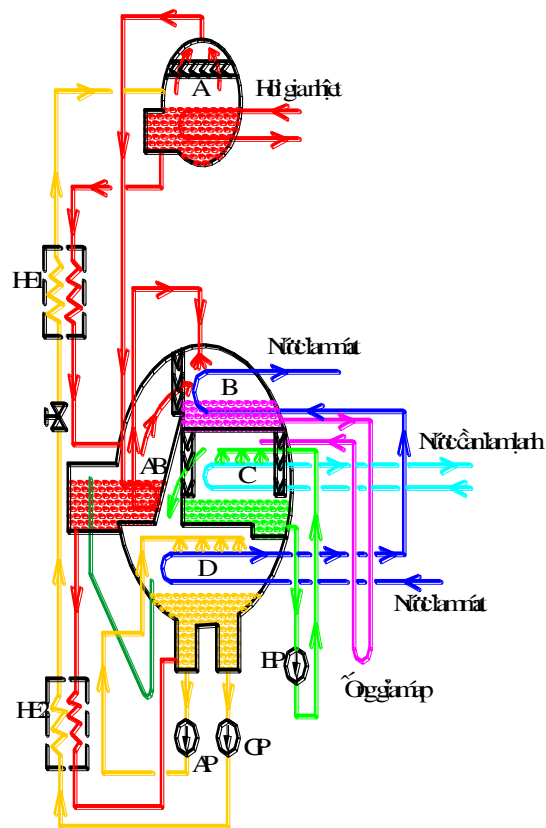 A
Hơi gia nhiệt
HE1
Nước làm mát
B
AB
Nước cần làm lạnh
C
D
Nước làm mát
EP
Ống giảm áp
HE2
AP
GP